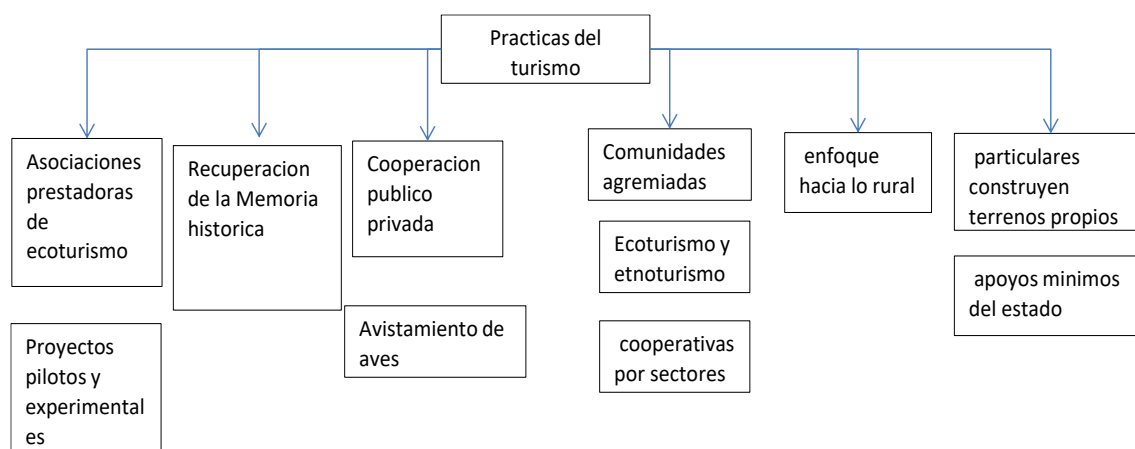 Practicas del
turismo
Asociaciones
prestadoras
de
ecoturismo
Recuperacion
de la Memoria
historica
Cooperacion
publico
privada
Comunidades
agremiadas
enfoque
hacia lo rural
particulares
construyen
terrenos propios
Ecoturismo y
etnoturismo
apoyos minimos
del estado
Proyectos
pilotos y
experimental
es
Avistamiento de
aves
cooperativas
por sectores